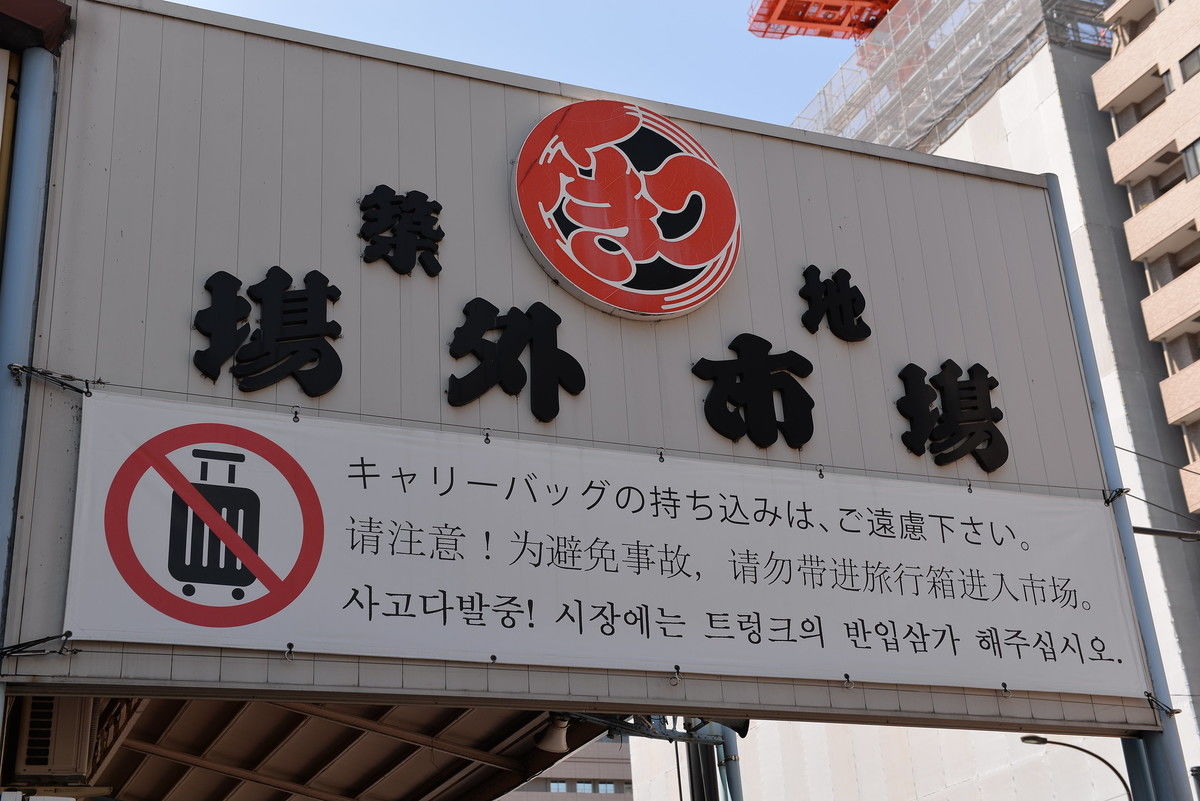 築地
場外市場
キャリーバッグの持ち込みは、ご遠慮下さい。
请注意！为避免事故，请勿带进旅行箱进入市场。
사고다발중! 시장에는 트렁크의 반입삼가 해주십시오.